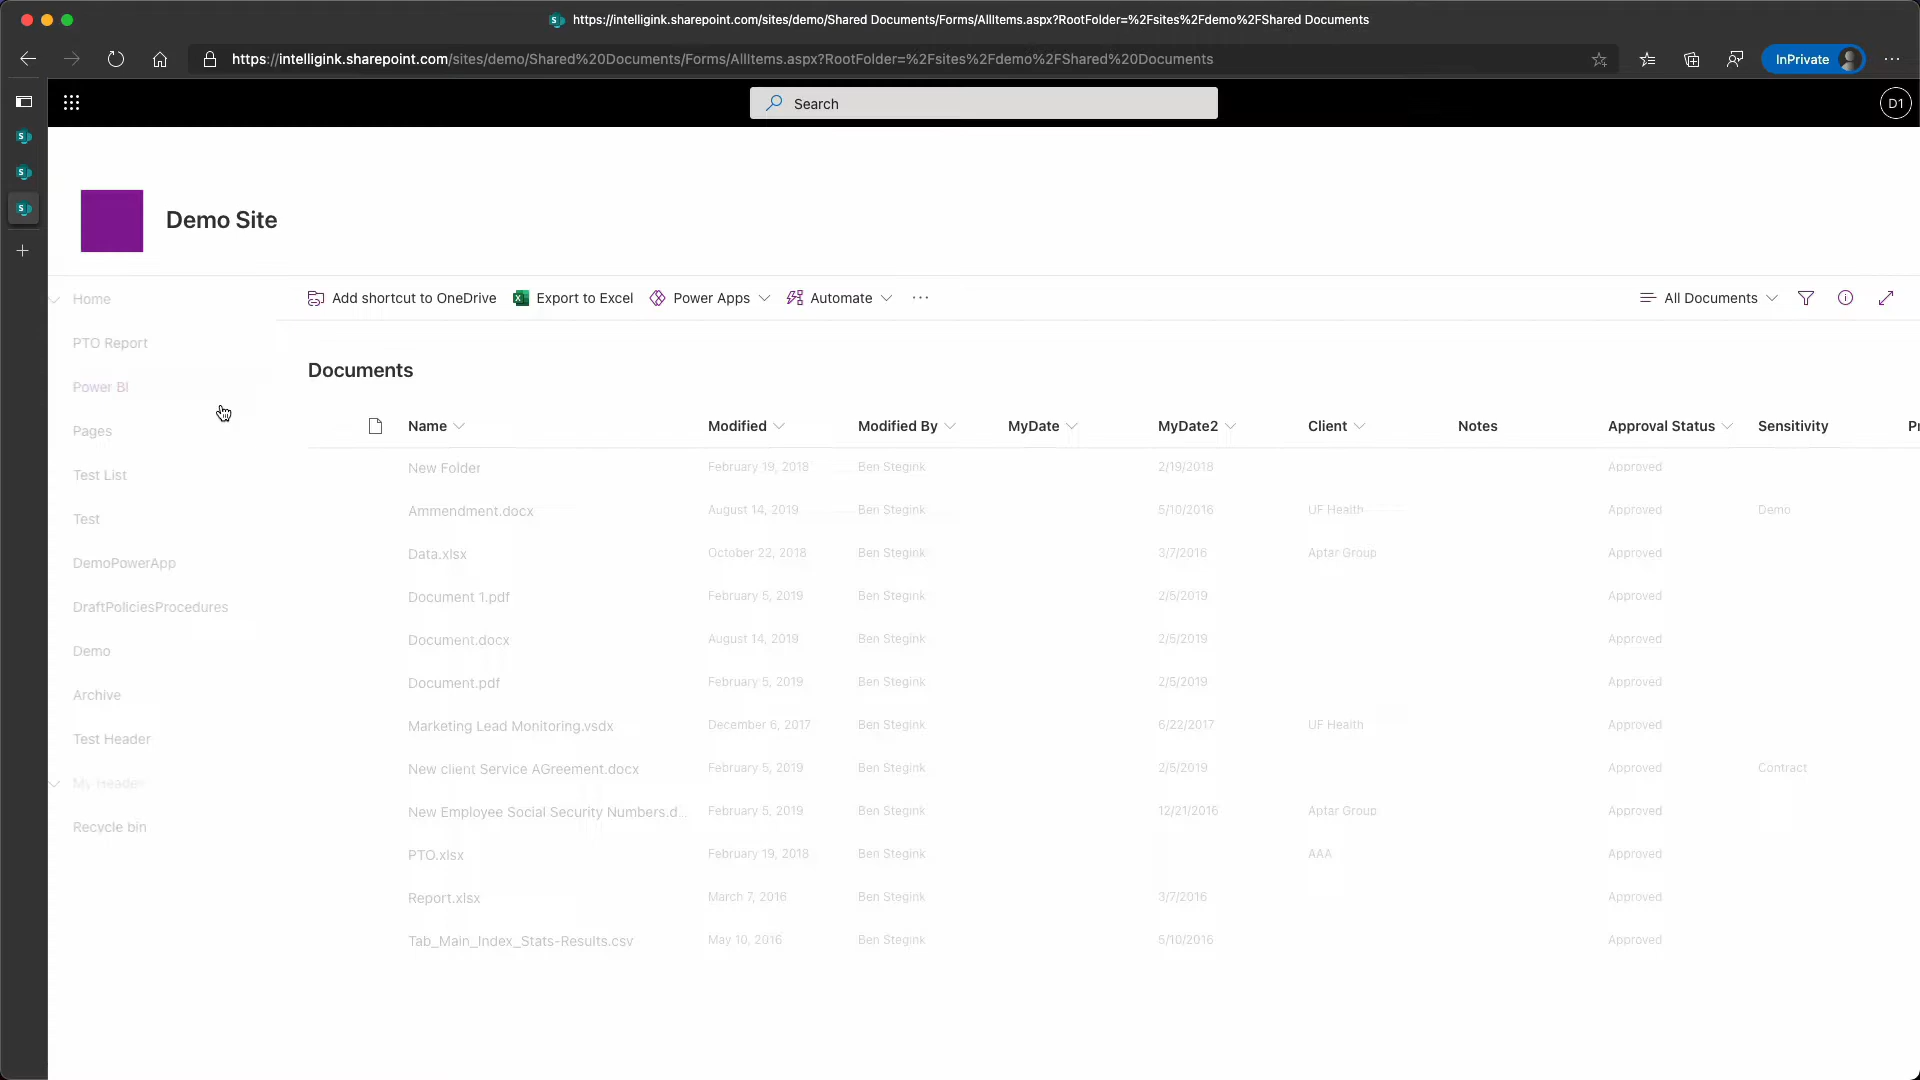 https://intelligink.sharepoint.com/sites/demo/Shared Documents/Forms/AllItems.aspx?RootFolder=%2Fsites%2Fdemo%2FShared Documents
https://intelligink.sharepoint.com/sites/demo/Shared%20Documents/Forms/AllItems.aspx?RootFolder=%2Fsites%2Fdemo%2FShared%20Documents
InPrivate
Search
D1
Demo Site
Home
PTO Report
Power BI
Pages
Test List
Test
DemoPowerApp
DraftPoliciesProcedures
Demo
Archive
Test Header
My Header
Recycle bin
Add shortcut to OneDrive Export to Excel Power Apps Automate All Documents
Documents
Name Modified Modified By MyDate MyDate2 Client Notes Approval Status Sensitivity
New Folder February 19, 2018 Ben Stegink 2/19/2018 Approved
Ammendment.docx August 14, 2019 Ben Stegink 5/10/2016 UF Health Approved Demo
Data.xlsx October 22, 2018 Ben Stegink 3/7/2016 Aptar Group Approved
Document 1.pdf February 5, 2019 Ben Stegink 2/5/2019 Approved
Document.docx August 14, 2019 Ben Stegink 2/5/2019 Approved
Document.pdf February 5, 2019 Ben Stegink 2/5/2019 Approved
Marketing Lead Monitoring.vsdx December 6, 2017 Ben Stegink 6/22/2017 UF Health Approved
New client Service AGreement.docx February 5, 2019 Ben Stegink 2/5/2019 Approved Contract
New Employee Social Security Numbers.d... February 5, 2019 Ben Stegink 12/21/2016 Aptar Group Approved
PTO.xlsx February 19, 2018 Ben Stegink AAA Approved
Report.xlsx March 7, 2016 Ben Stegink 3/7/2016 Approved
Tab_Main_Index_Stats-Results.csv May 10, 2016 Ben Stegink 5/10/2016 Approved